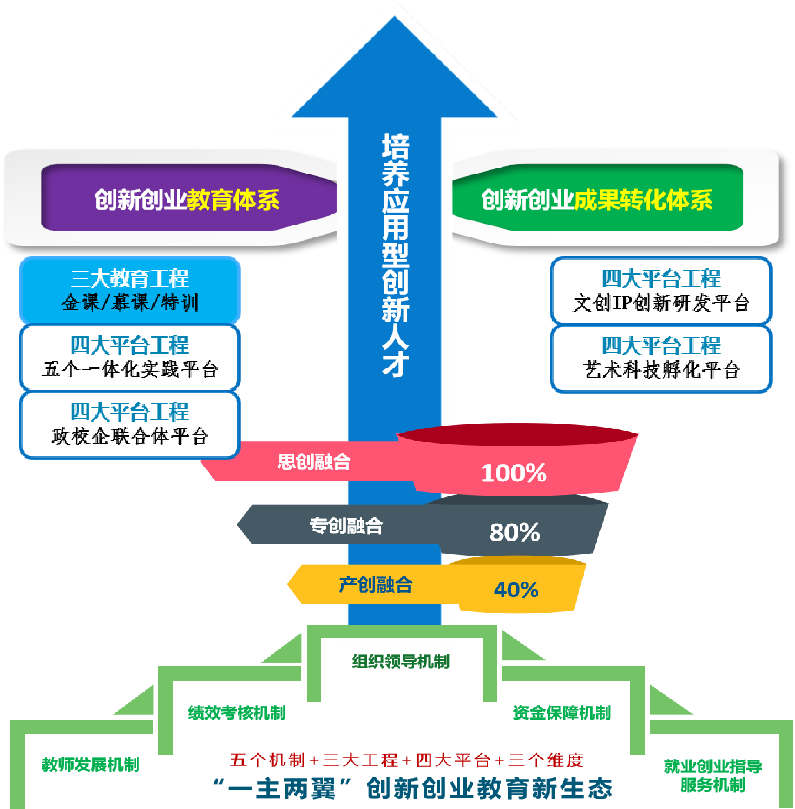 培养应用型创新人才
创新创业教育体系
创新创业成果转化体系
三大教育工程
金课/慕课/特训
四大平台工程
五个一体化实践平台
四大平台工程
政校企联合体平台
四大平台工程
文创IP创新研发平台
四大平台工程
艺术科技孵化平台
思创融合
100%
专创融合
80%
产创融合
40%
组织领导机制
绩效考核机制
资金保障机制
教师发展机制
就业创业指导
服务机制
五个机制+三大工程+四大平台+三个维度
“一主两翼”创新创业教育新生态